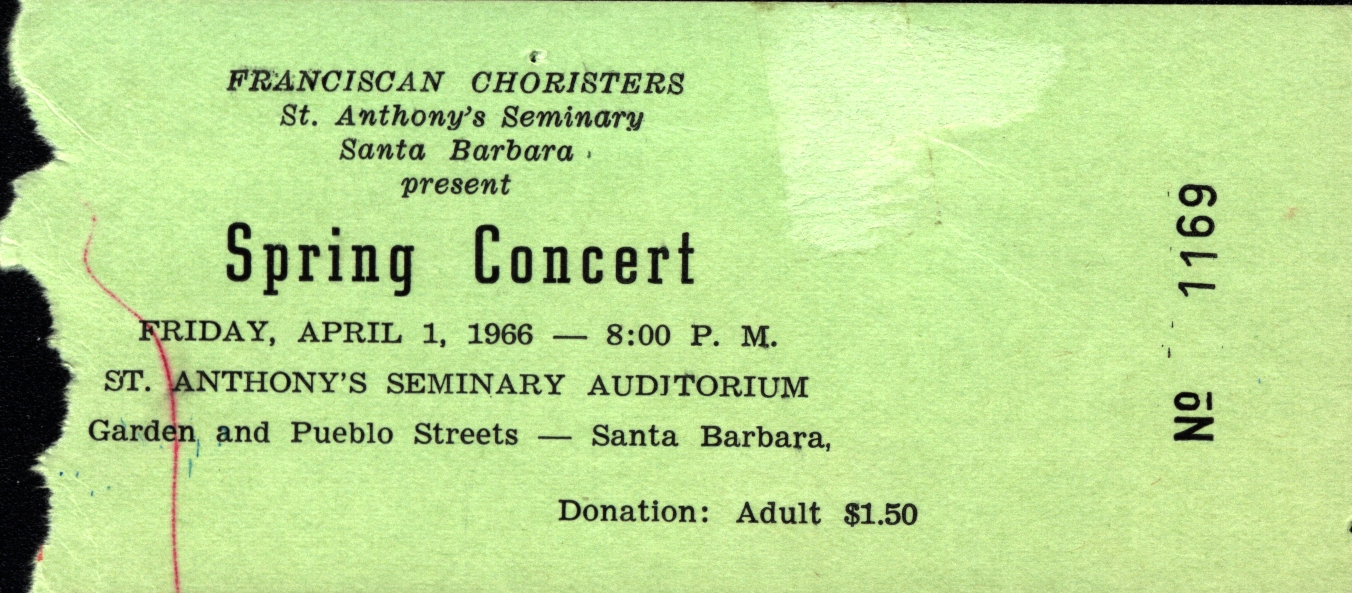 FRANCISCAN CHORISTERS
St. Anthony's Seminary
Santa Barbara
present
Spring Concert
FRIDAY, APRIL 1, 1966 — 8:00 P. M.
ST. ANTHONY'S SEMINARY AUDITORIUM
Garden and Pueblo Streets — Santa Barbara,
Donation: Adult $1.50
Nº 1169